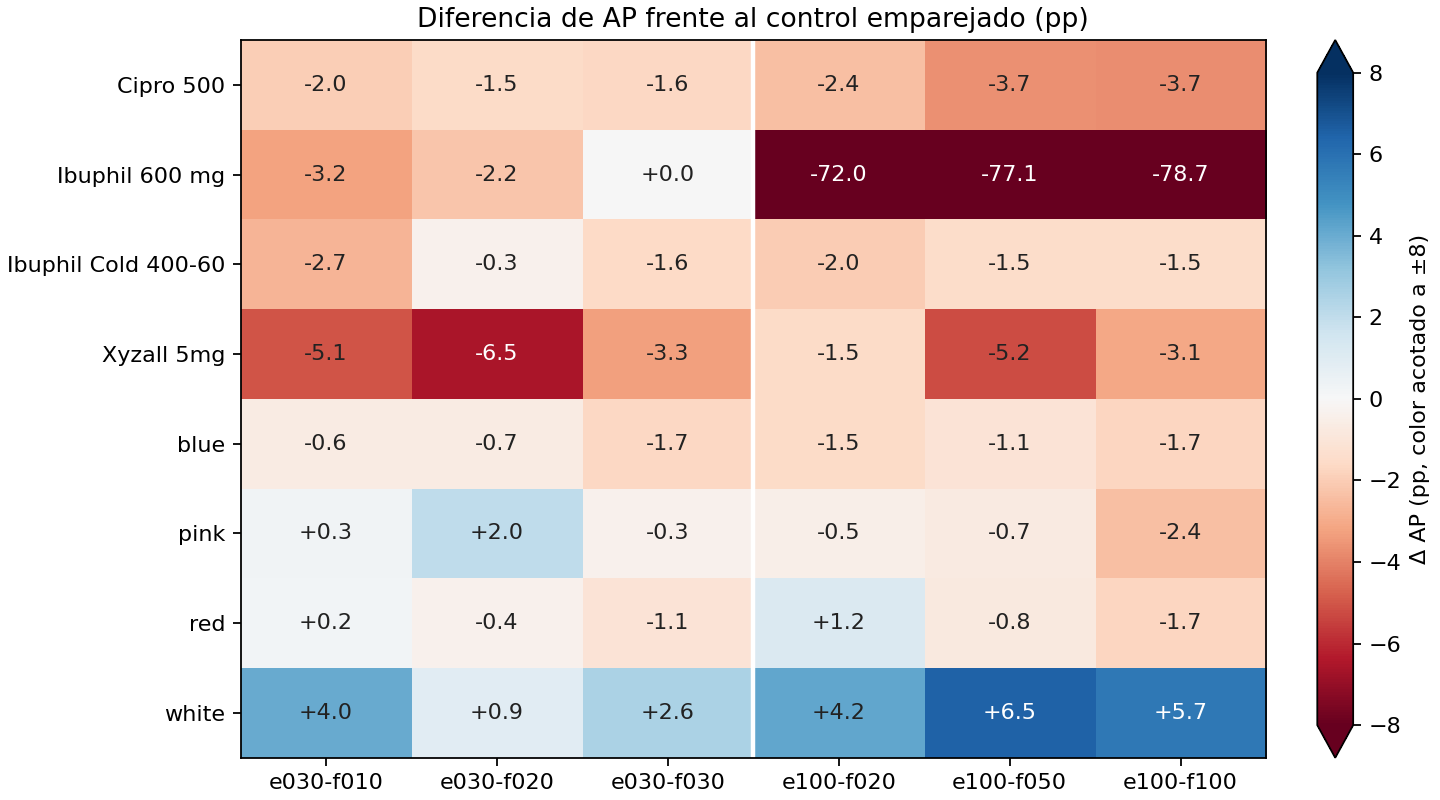 Diferencia de AP frente al control emparejado (pp)
Cipro 500 -2.0 -1.5 -1.6 -2.4 -3.7 -3.7
Ibuphil 600 mg -3.2 -2.2 +0.0 -72.0 -77.1 -78.7
Ibuphil Cold 400-60 -2.7 -0.3 -1.6 -2.0 -1.5 -1.5
Xyzall 5mg -5.1 -6.5 -3.3 -1.5 -5.2 -3.1
blue -0.6 -0.7 -1.7 -1.5 -1.1 -1.7
pink +0.3 +2.0 -0.3 -0.5 -0.7 -2.4
red +0.2 -0.4 -1.1 +1.2 -0.8 -1.7
white +4.0 +0.9 +2.6 +4.2 +6.5 +5.7
e030-f010 e030-f020 e030-f030 e100-f020 e100-f050 e100-f100
8
6
4
2
0
−2
−4
−6
−8
Δ AP (pp, color acotado a ±8)